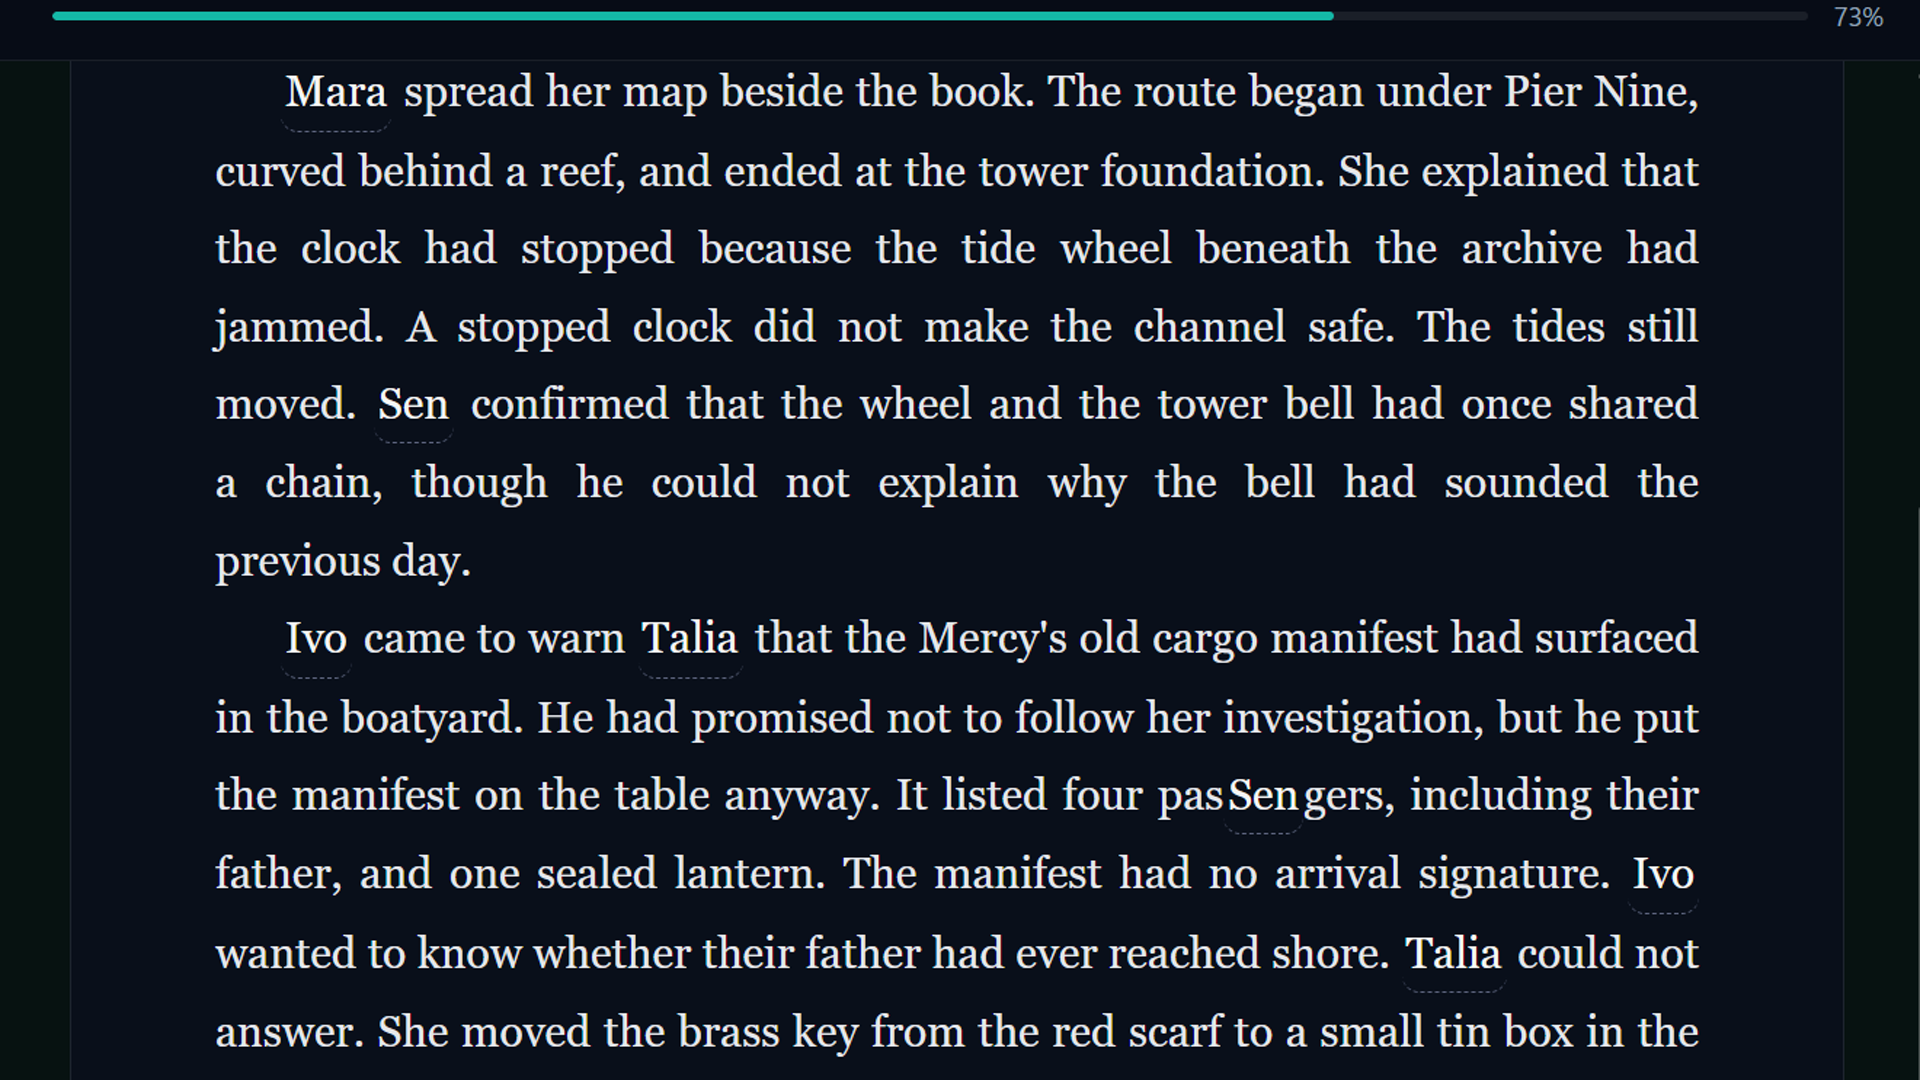 73%
Mara spread her map beside the book. The route began under Pier Nine,
curved behind a reef, and ended at the tower foundation. She explained that
the clock had stopped because the tide wheel beneath the archive had
jammed. A stopped clock did not make the channel safe. The tides still
moved. Sen confirmed that the wheel and the tower bell had once shared
a chain, though he could not explain why the bell had sounded the
previous day.
Ivo came to warn Talia that the Mercy's old cargo manifest had surfaced
in the boatyard. He had promised not to follow her investigation, but he put
the manifest on the table anyway. It listed four pasSengers, including their
father, and one sealed lantern. The manifest had no arrival signature. Ivo
wanted to know whether their father had ever reached shore. Talia could not
answer. She moved the brass key from the red scarf to a small tin box in the